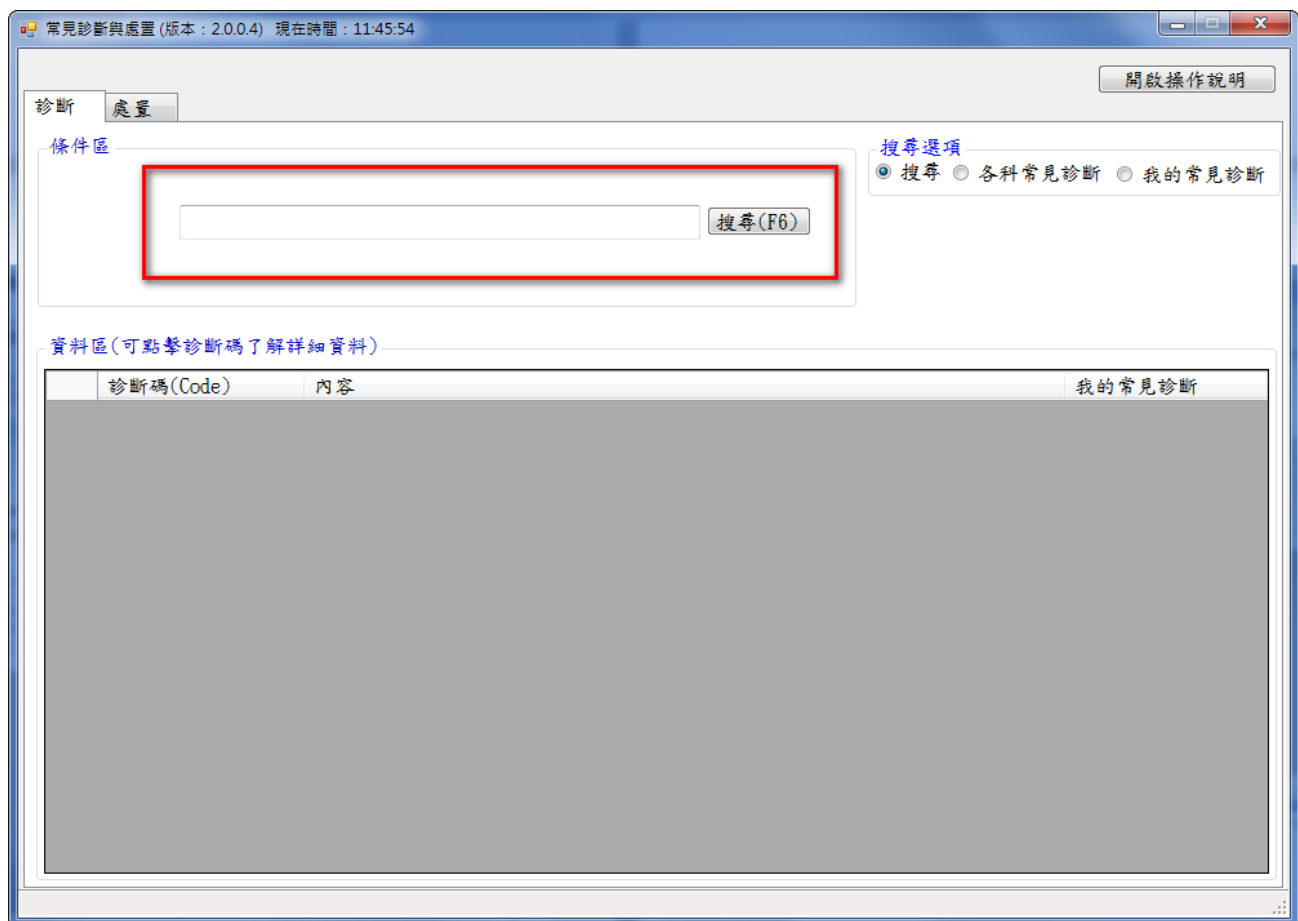 常見診斷與處置 (版本：2.0.0.4) 現在時間：11:45:54
開啟操作說明
診斷 處置
條件區
搜尋選項
搜尋 各科常見診斷 我的常見診斷
搜尋(F6)
資料區(可點擊診斷碼了解詳細資料)
診斷碼(Code) 內容 我的常見診斷